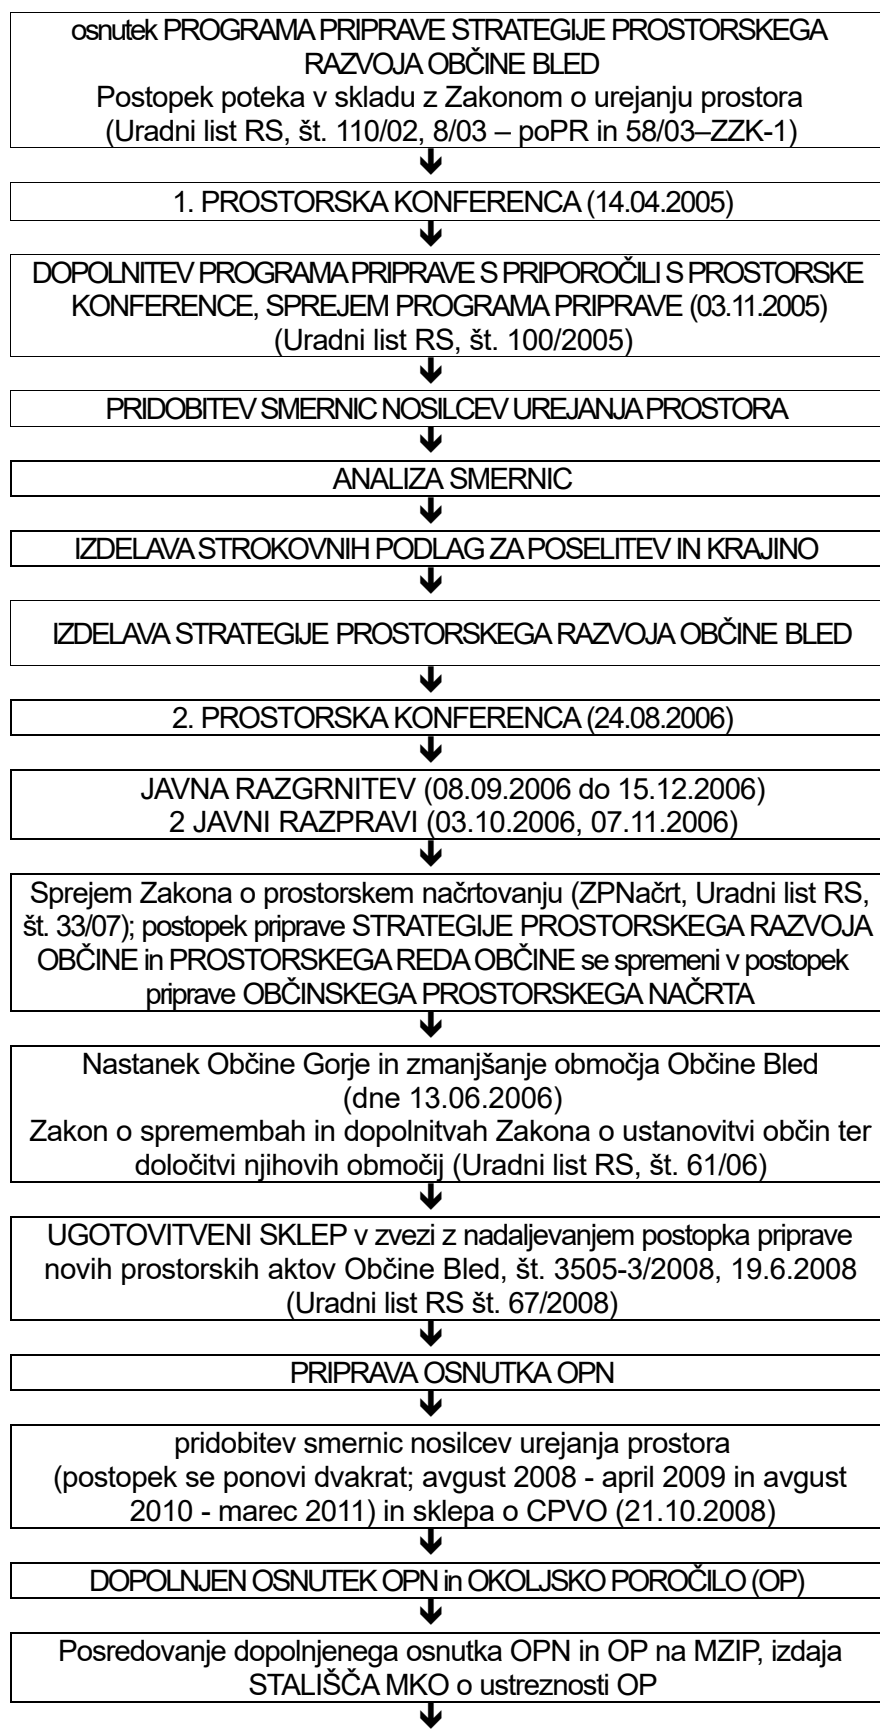 osnutek PROGRAMA PRIPRAVE STRATEGIJE PROSTORSKEGA
RAZVOJA OBČINE BLED
Postopek poteka v skladu z Zakonom o urejanju prostora
(Uradni list RS, št. 110/02, 8/03 – poPR in 58/03–ZZK-1)
1. PROSTORSKA KONFERENCA (14.04.2005)
DOPOLNITEV PROGRAMA PRIPRAVE S PRIPOROČILI S PROSTORSKE
KONFERENCE, SPREJEM PROGRAMA PRIPRAVE (03.11.2005)
(Uradni list RS, št. 100/2005)
PRIDOBITEV SMERNIC NOSILCEV UREJANJA PROSTORA
ANALIZA SMERNIC
IZDELAVA STROKOVNIH PODLAG ZA POSELITEV IN KRAJINO
IZDELAVA STRATEGIJE PROSTORSKEGA RAZVOJA OBČINE BLED
2. PROSTORSKA KONFERENCA (24.08.2006)
JAVNA RAZGRNITEV (08.09.2006 do 15.12.2006)
2 JAVNI RAZPRAVI (03.10.2006, 07.11.2006)
Sprejem Zakona o prostorskem načrtovanju (ZPNačrt, Uradni list RS,
št. 33/07); postopek priprave STRATEGIJE PROSTORSKEGA RAZVOJA
OBČINE in PROSTORSKEGA REDA OBČINE se spremeni v postopek
priprave OBČINSKEGA PROSTORSKEGA NAČRTA
Nastanek Občine Gorje in zmanjšanje območja Občine Bled
(dne 13.06.2006)
Zakon o spremembah in dopolnitvah Zakona o ustanovitvi občin ter
določitvi njihovih območij (Uradni list RS, št. 61/06)
UGOTOVITVENI SKLEP v zvezi z nadaljevanjem postopka priprave
novih prostorskih aktov Občine Bled, št. 3505-3/2008, 19.6.2008
(Uradni list RS št. 67/2008)
PRIPRAVA OSNUTKA OPN
pridobitev smernic nosilcev urejanja prostora
(postopek se ponovi dvakrat; avgust 2008 - april 2009 in avgust
2010 - marec 2011) in sklepa o CPVO (21.10.2008)
DOPOLNJEN OSNUTEK OPN in OKOLJSKO POROČILO (OP)
Posredovanje dopolnjenega osnutka OPN in OP na MZIP, izdaja
STALIŠČA MKO o ustreznosti OP